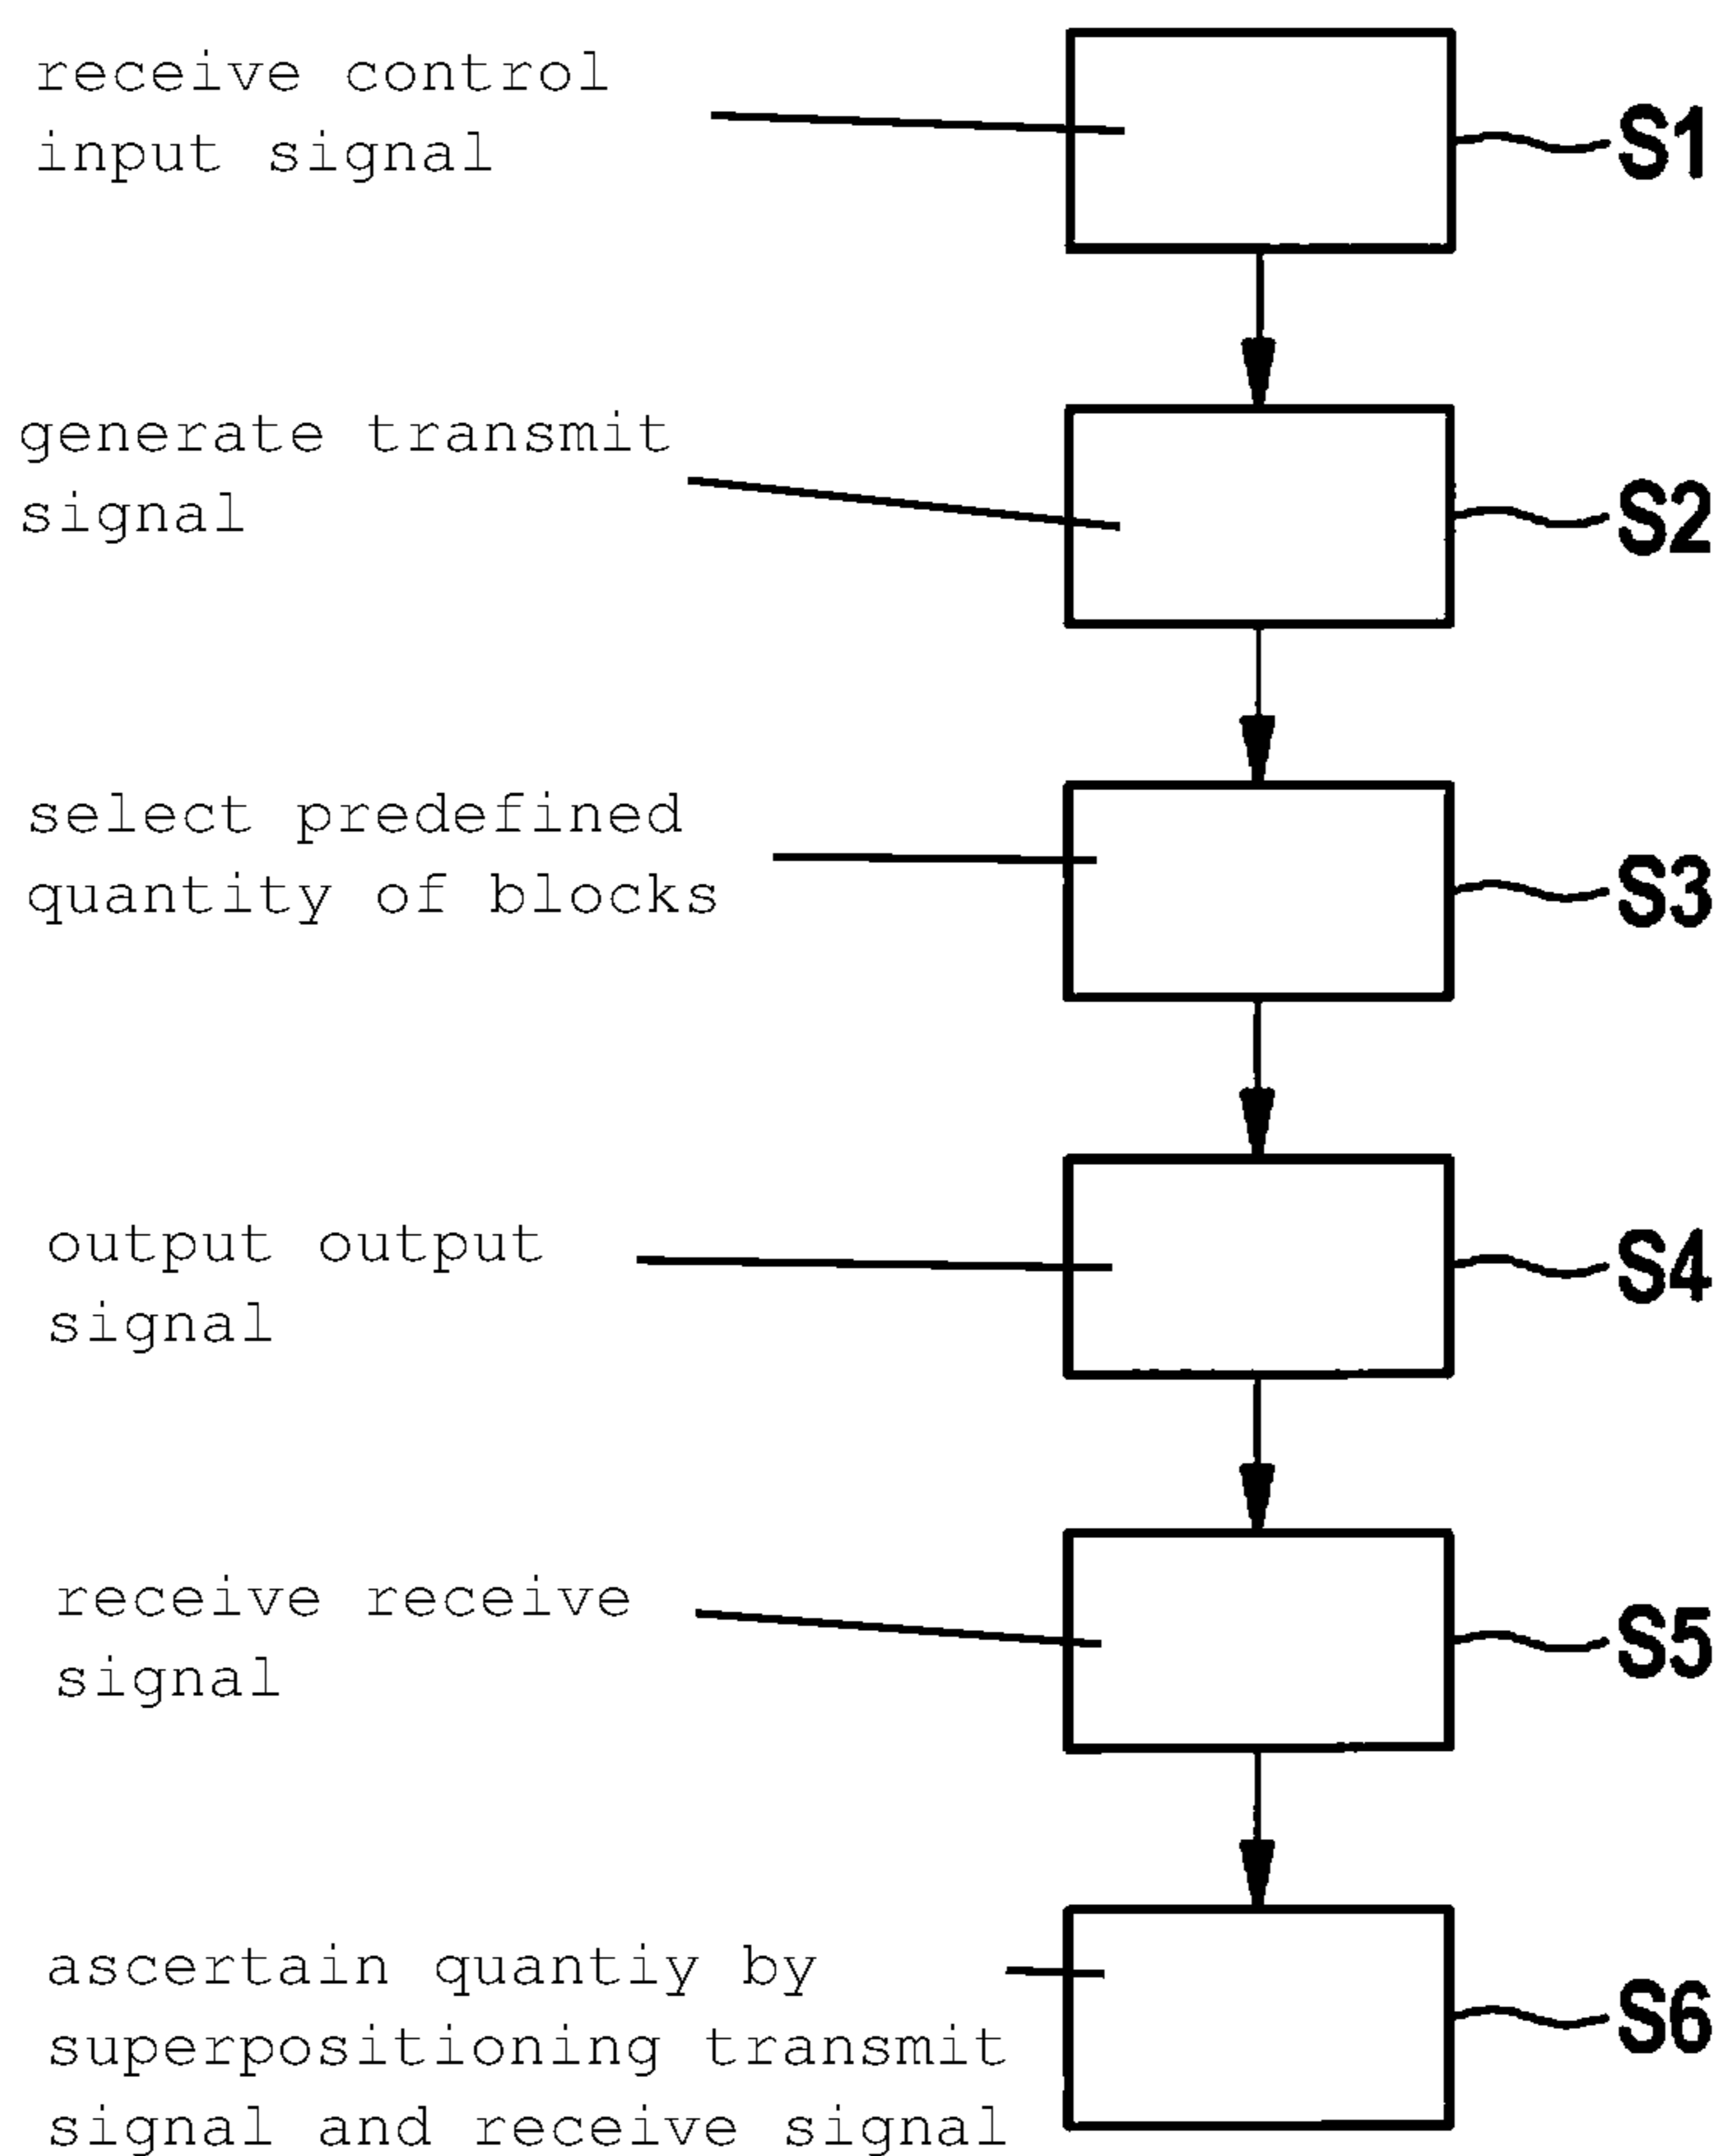 receive control
input signal
S1
generate transmit
signal
S2
select predefined
quantity of blocks
S3
output output
signal
S4
receive receive
signal
S5
ascertain quantiy by
superpositioning transmit
signal and receive signal
S6